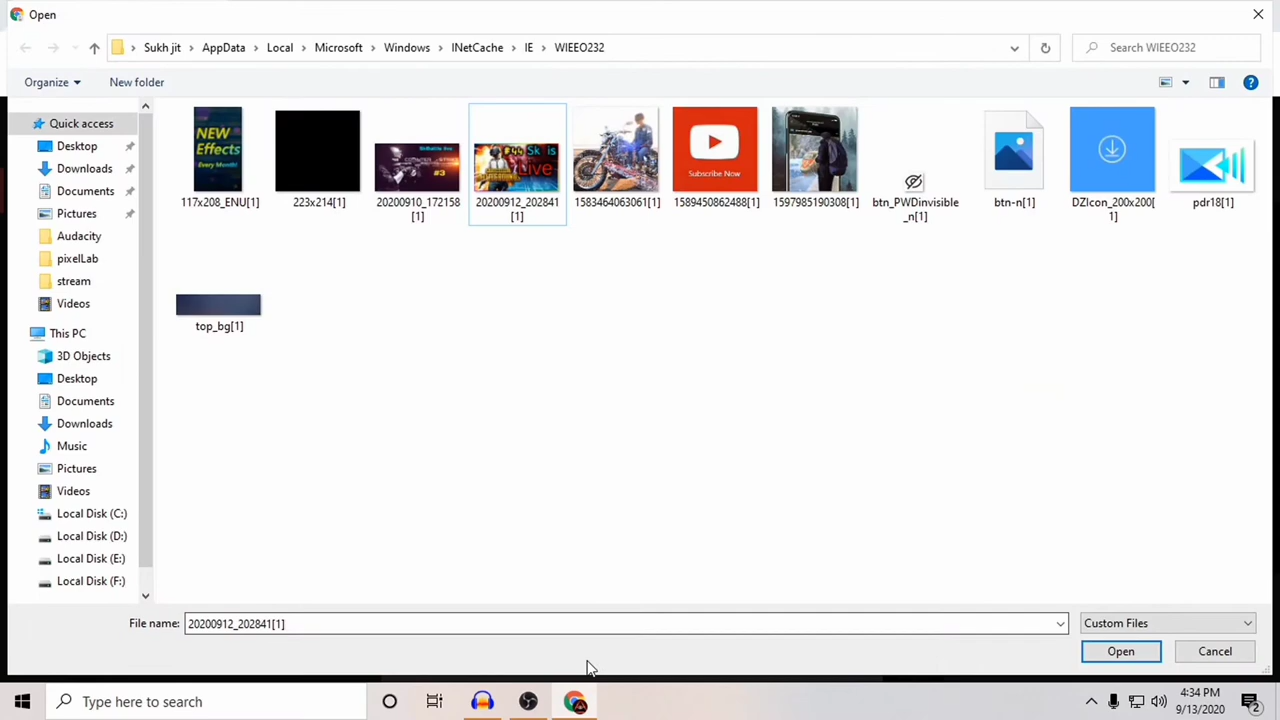 Open
Sukh jit > AppData > Local > Microsoft > Windows > INetCache > IE > WIEEO232
Search WIEEO232
Organize
New folder
Quick access
Desktop
Downloads
Documents
Pictures
Audacity
pixelLab
stream
Videos
This PC
3D Objects
Desktop
Documents
Downloads
Music
Pictures
Videos
Local Disk (C:)
Local Disk (D:)
Local Disk (E:)
Local Disk (F:)
NEW
Effects
Every Month!
117x208_ENU[1]
223x214[1]
#3
20200910_172158
[1]
Live
20200912_202841
[1]
1583464063061[1]
Subscribe Now
1589450862488[1]
1597985190308[1]
btn_PWDinvisible
_n[1]
btn-n[1]
DZIcon_200x200[
1]
pdr18[1]
top_bg[1]
File name:
20200912_202841[1]
Custom Files
Open
Cancel
Type here to search
4:34 PM
9/13/2020
2